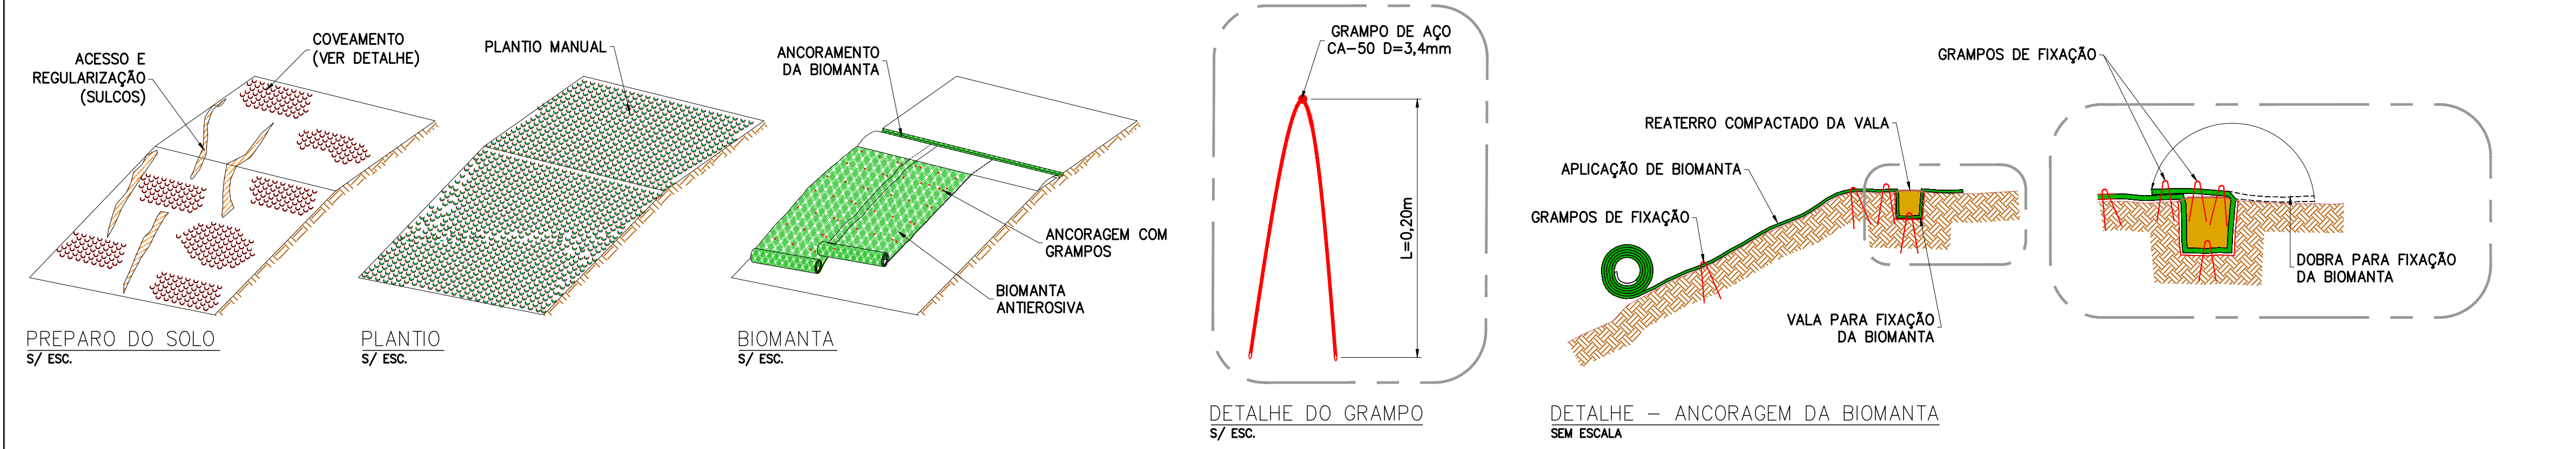 ACESSO E
REGULARIZAÇÃO
(SULCOS)
COVEAMENTO
(VER DETALHE)
PREPARO DO SOLO
S/ ESC.
PLANTIO MANUAL
PLANTIO
S/ ESC.
ANCORAMENTO
DA BIOMANTA
ANCORAGEM COM
GRAMPOS
BIOMANTA
ANTIEROSIVA
BIOMANTA
S/ ESC.
GRAMPO DE AÇO
CA-50 D=3,4mm
L=0,20m
DETALHE DO GRAMPO
S/ ESC.
REATERRO COMPACTADO DA VALA
APLICAÇÃO DE BIOMANTA
GRAMPOS DE FIXAÇÃO
VALA PARA FIXAÇÃO
DA BIOMANTA
GRAMPOS DE FIXAÇÃO
DOBRA PARA FIXAÇÃO
DA BIOMANTA
DETALHE - ANCORAGEM DA BIOMANTA
SEM ESCALA